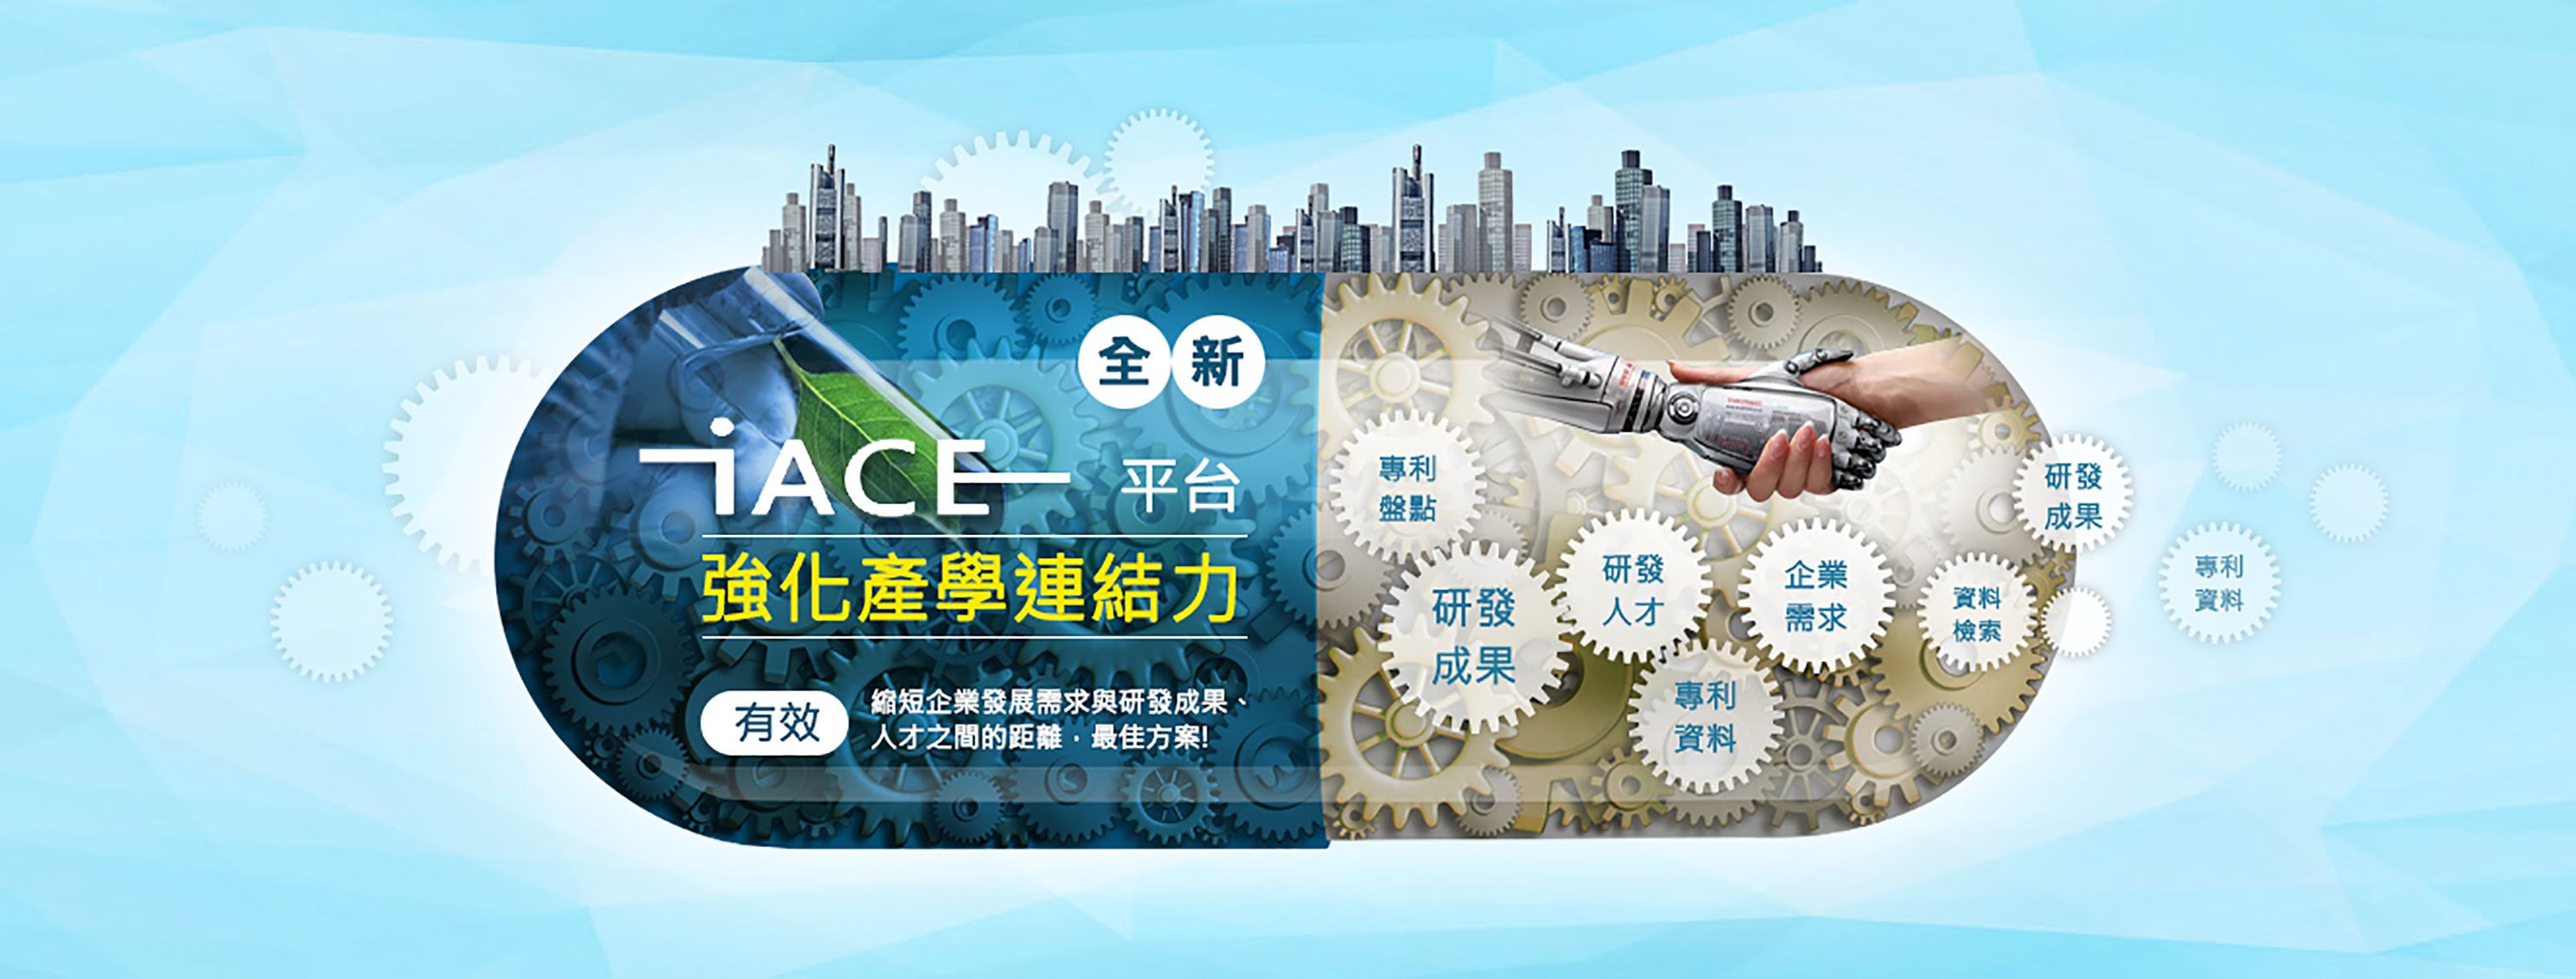 全新
iACE 平台
強化產學連結力
有效
縮短企業發展需求與研發成果、
人才之間的距離，最佳方案!
專利
盤點
研發
成果
研發
人才
專利
資料
企業
需求
資料
檢索
研發
成果
專利
資料